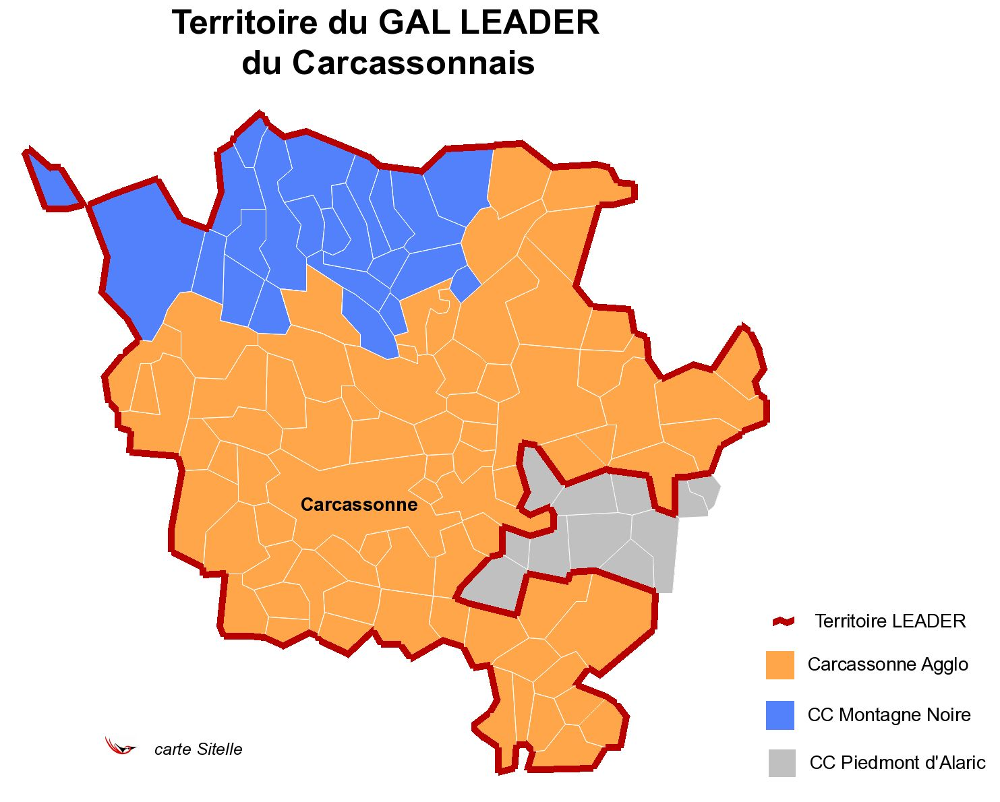 Territoire du GAL LEADER
du Carcassonnais
Carcassonne
Territoire LEADER
Carcassonne Agglo
CC Montagne Noire
CC Piedmont d'Alaric
carte Sitelle